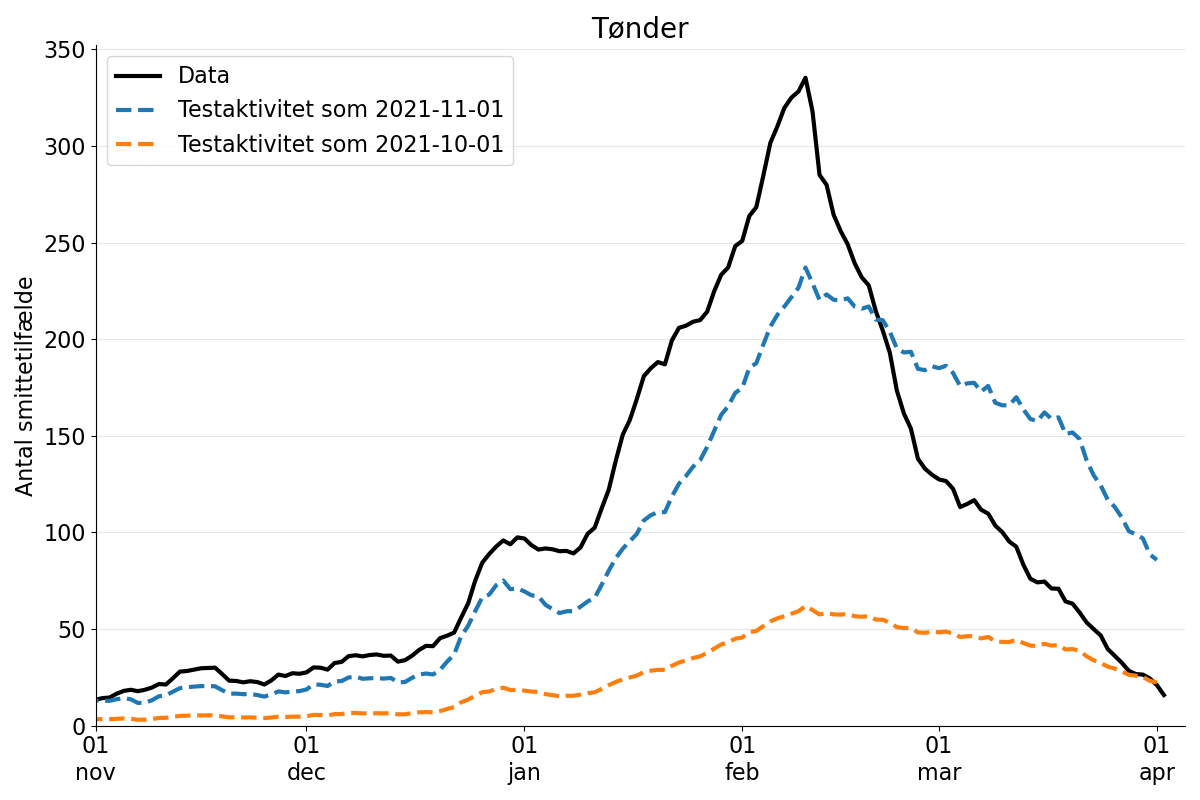 Tønder
Data
Testaktivitet som 2021-11-01
Testaktivitet som 2021-10-01
Antal smittetilfælde
350
300
250
200
150
100
50
0
01 01 01 01 01 01
nov dec jan feb mar apr